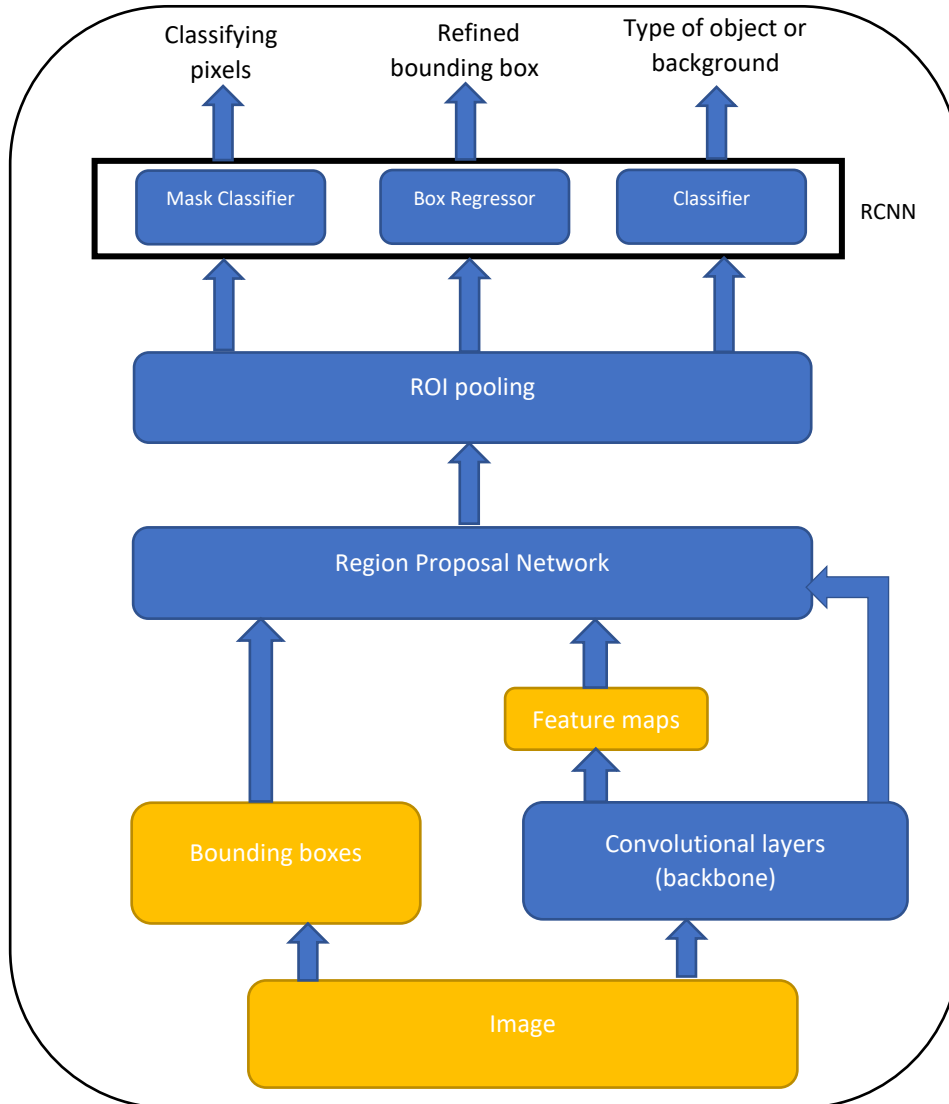 Classifying
pixels
Refined
bounding box
Type of object or
background
Mask Classifier
Box Regressor
Classifier
RCNN
ROI pooling
Region Proposal Network
Feature maps
Bounding boxes
Convolutional layers
(backbone)
Image